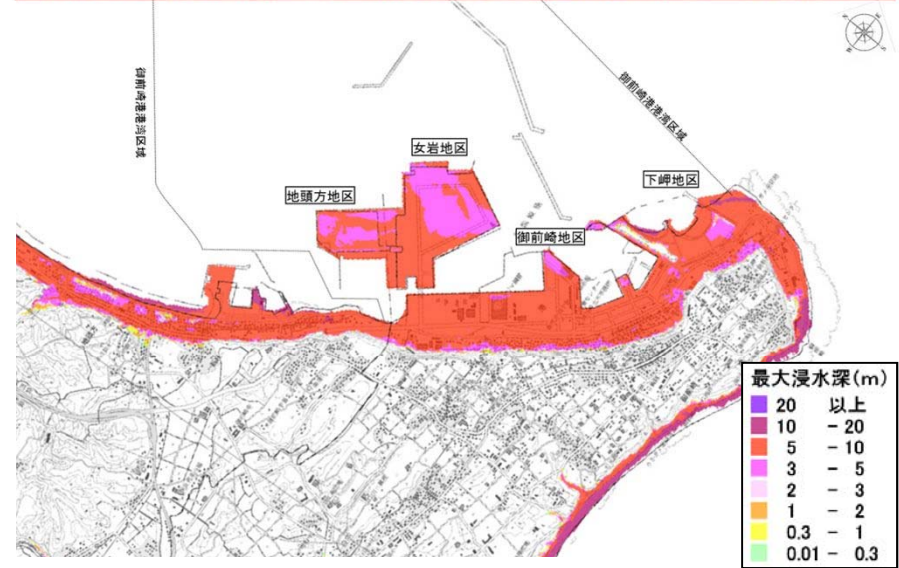 御前崎港港湾区域
御前崎港港湾区域
女岩地区
下岬地区
地頭方地区
御前崎地区
最大浸水深(m)
20 以上
10 - 20
5 - 10
3 - 5
2 - 3
1 - 2
0.3 - 1
0.01 - 0.3